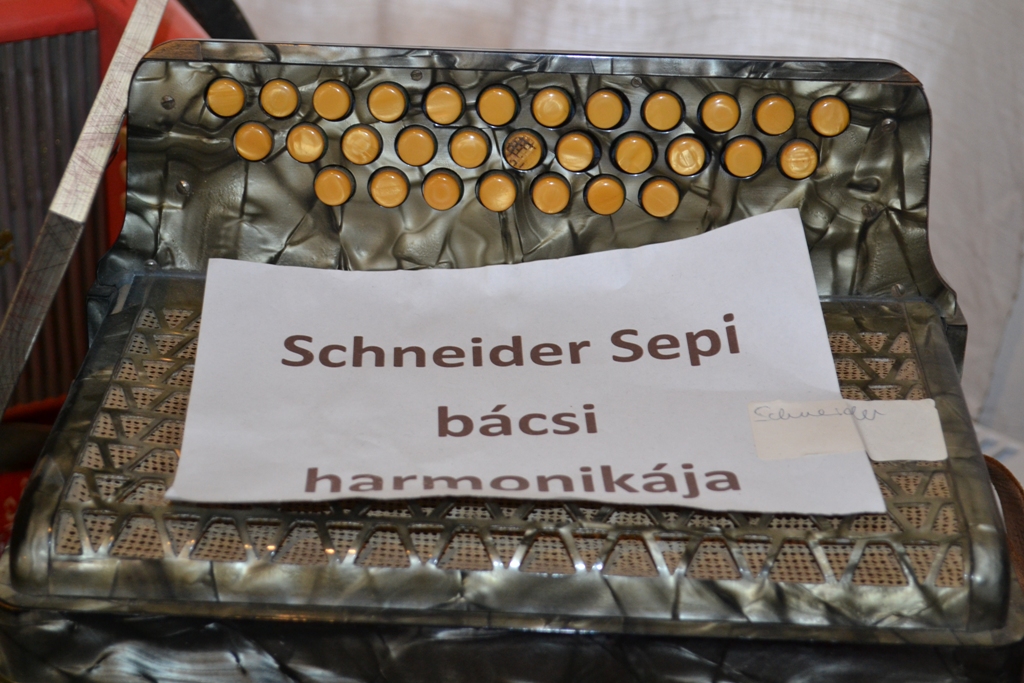 Schneider Sepi
bácsi
harmonikája
Schneider